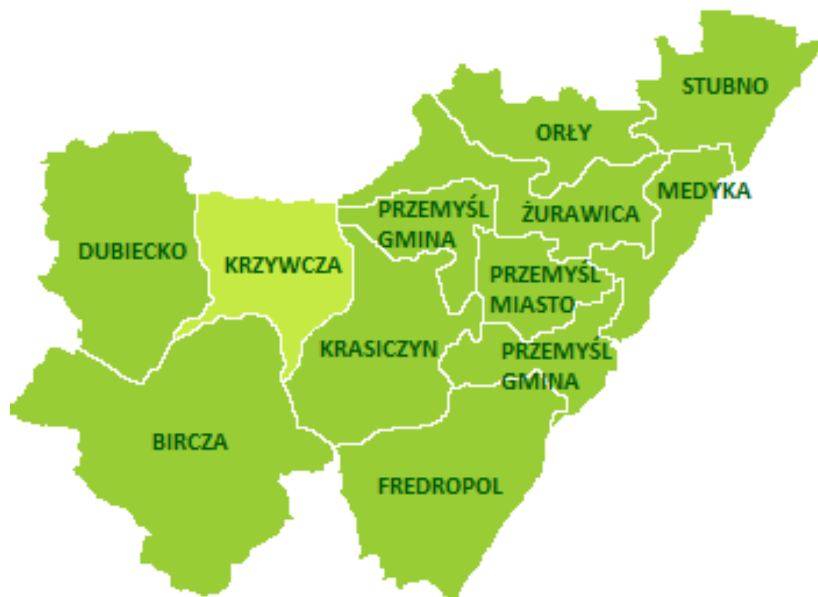 STUBNO
ORŁY
MEDYKA
PRZEMYŚL
GMINA
ŻURAWICA
DUBIECKO
KRZYWCZA
PRZEMYŚL
MIASTO
KRASICZYN
PRZEMYŚL
GMINA
BIRCZA
FREDROPOL